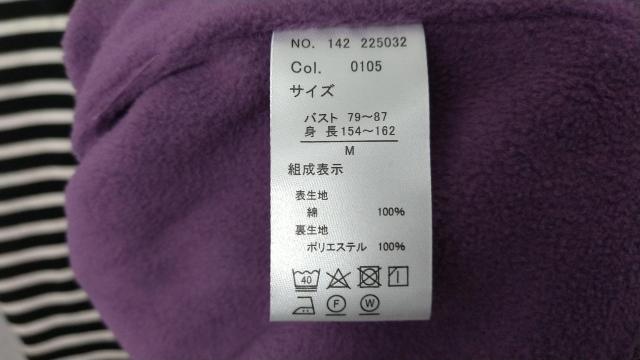 NO. 142 225032
Col. 0105
サイズ
バスト 79～87
身 長 154～162
M
組成表示
表生地
綿 100%
裏生地
ポリエステル 100%
40
F W